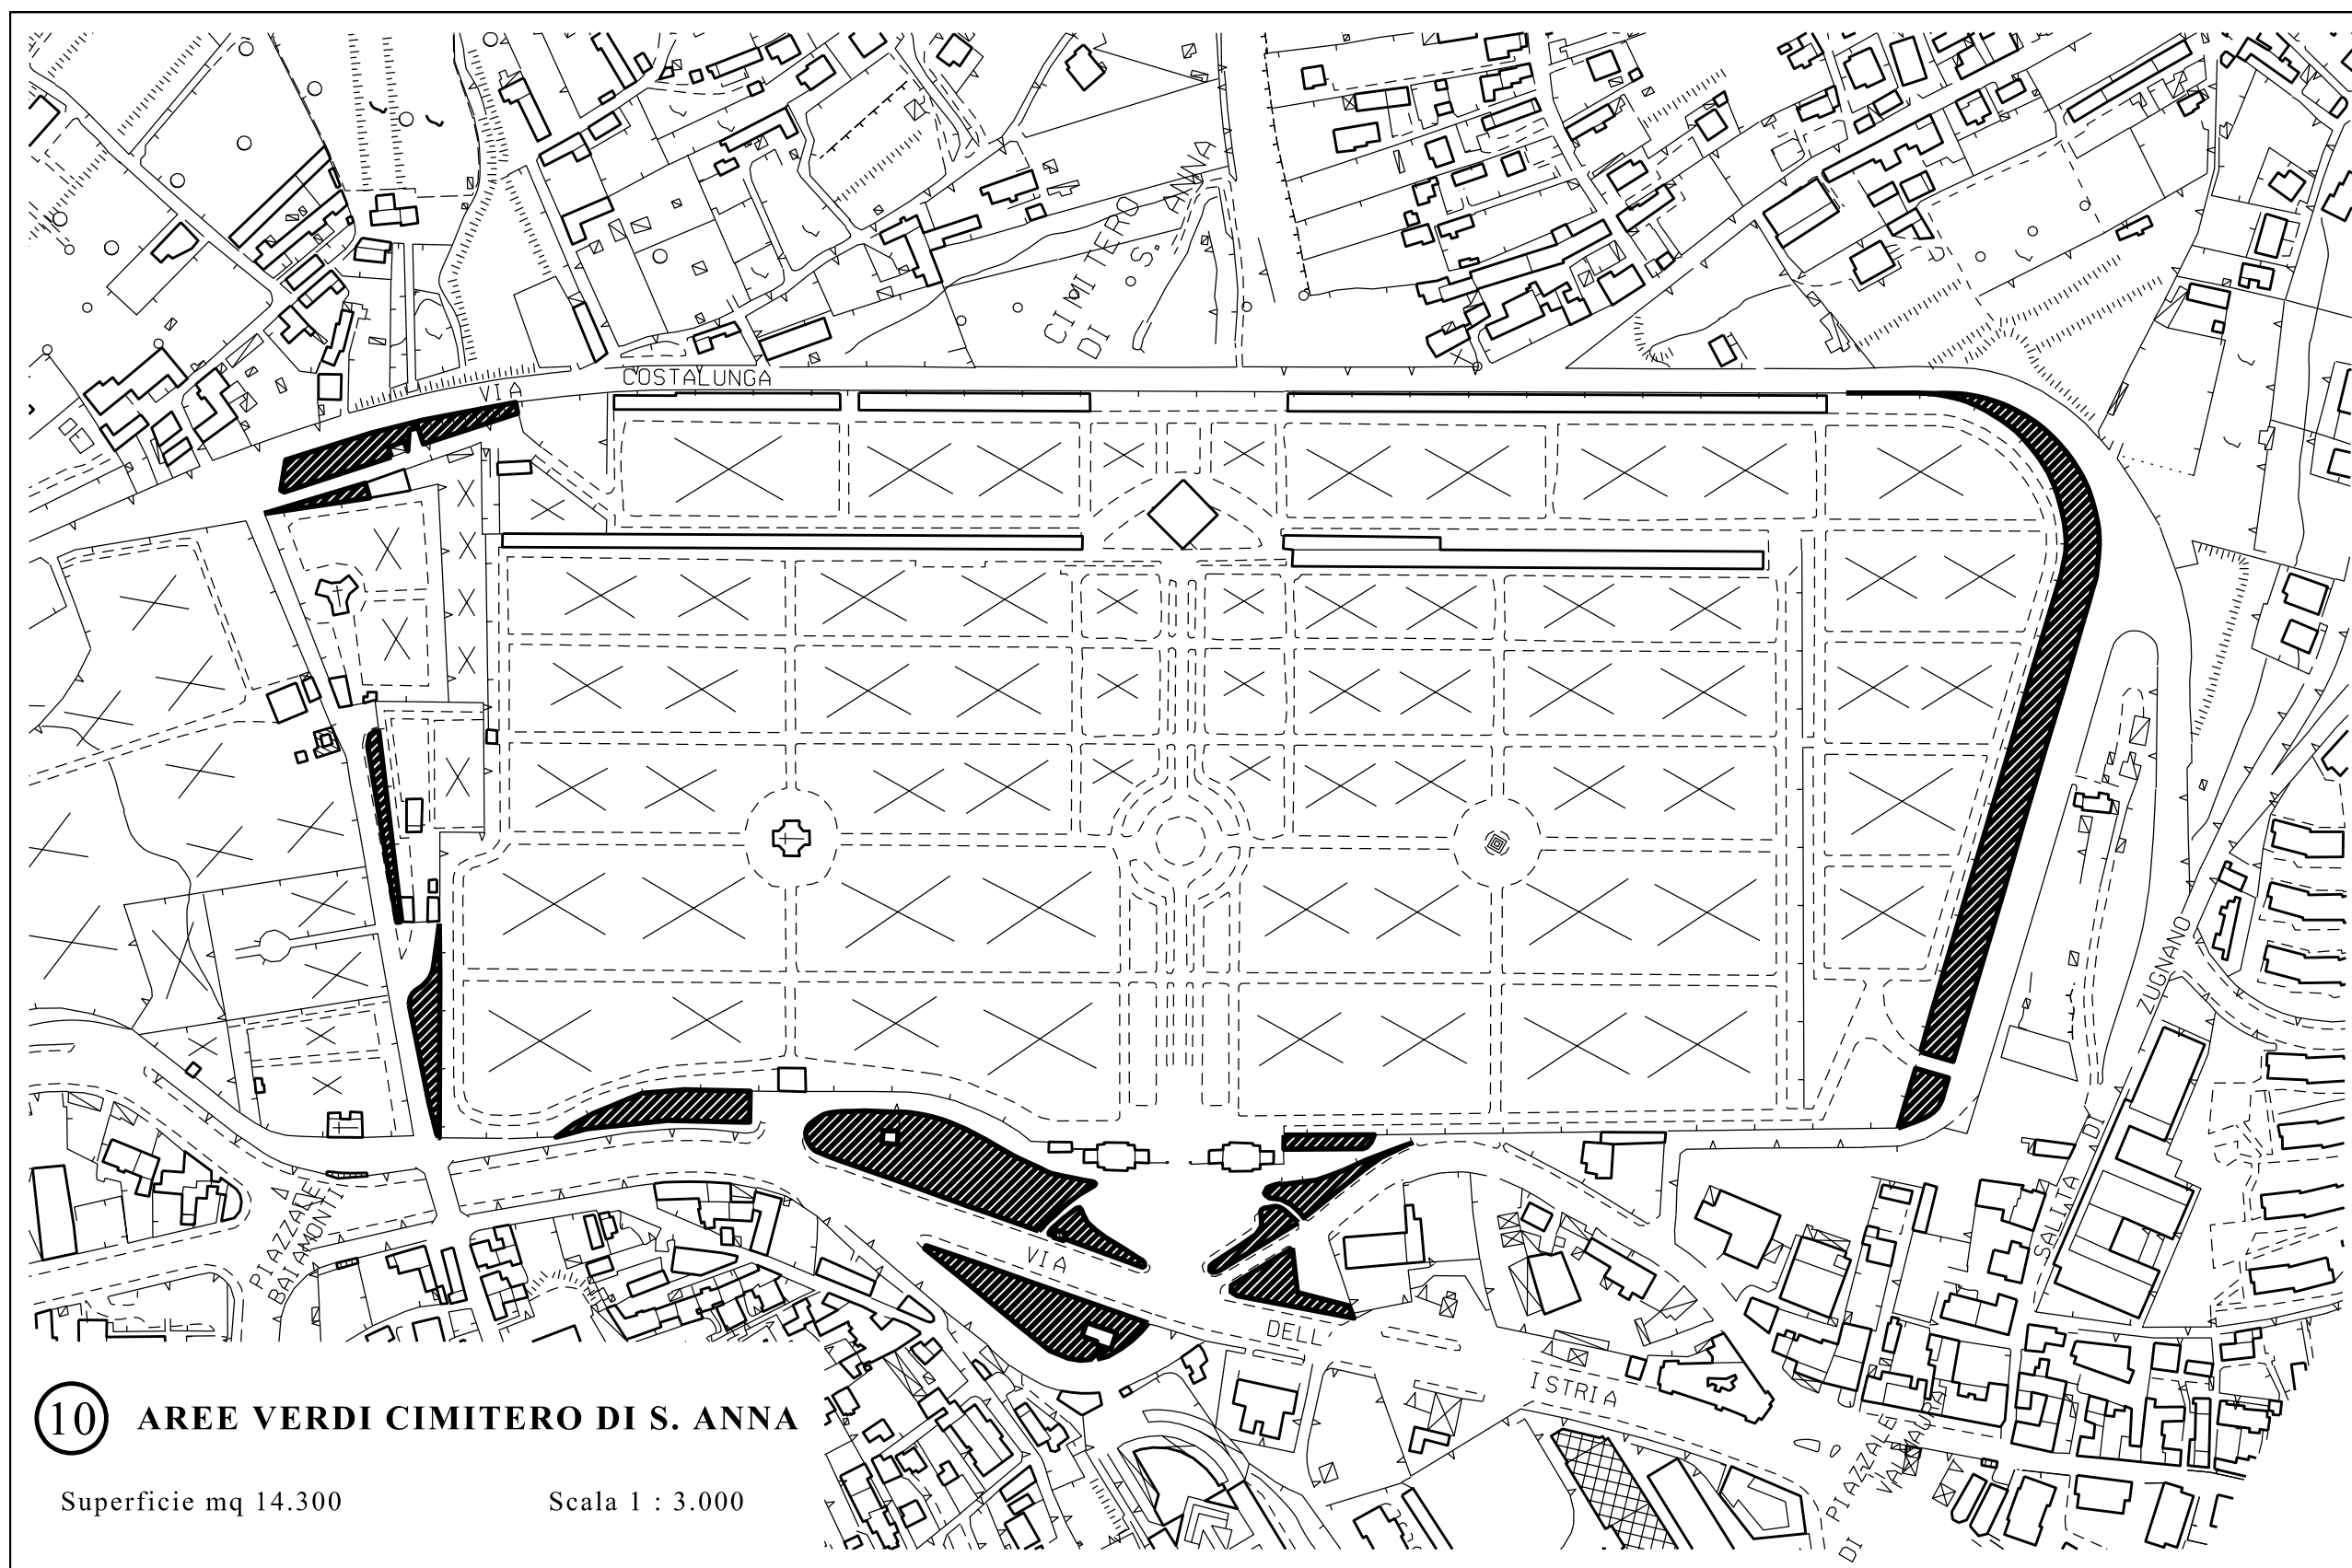 CIMITERO
DI S. ANNA
VIA COSTALUNGA
ZUGNANO
SALITA DI
PIAZZALE
BAIAMONTI
VIA
DELL
ISTRIA
PIAZZALE
DI VALMAURA
10 AREE VERDI CIMITERO DI S. ANNA
Superficie mq 14.300 Scala 1 : 3.000